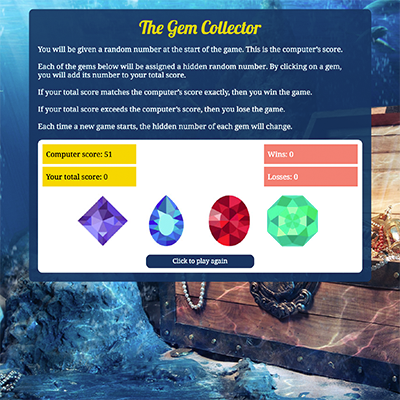 The Gem Collector
You will be given a random number at the start of the game. This is the computer's score.
Each of the gems below will be assigned a hidden random number. By clicking on a gem,
you will add its number to your total score.
If your total score matches the computer's score exactly, then you win the game.
If your total score exceeds the computer's score, then you lose the game.
Each time a new game starts, the hidden number of each gem will change.
Computer score: 51
Wins: 0
Your total score: 0
Losses: 0
Click to play again